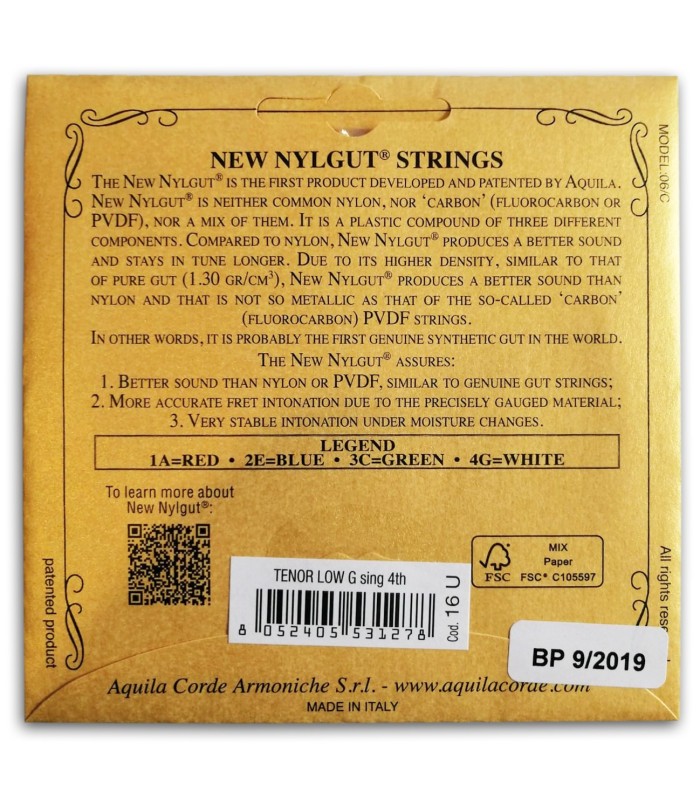 NEW NYLGUT® STRINGS
THE NEW NYLGUT® IS THE FIRST PRODUCT DEVELOPED AND PATENTED BY AQUILA.
NEW NYLGUT® IS NEITHER COMMON NYLON, NOR ‘CARBON’ (FLUOROCARBON OR
PVDF), NOR A MIX OF THEM. IT IS A PLASTIC COMPOUND OF THREE DIFFERENT
COMPONENTS. COMPARED TO NYLON, NEW NYLGUT® PRODUCES A BETTER SOUND
AND STAYS IN TUNE LONGER. DUE TO ITS HIGHER DENSITY, SIMILAR TO THAT
OF PURE GUT (1.30 GR/CM³), NEW NYLGUT® PRODUCES A BETTER SOUND THAN
NYLON AND THAT IS NOT SO METALLIC AS THAT OF THE SO-CALLED ‘CARBON’
(FLUOROCARBON) PVDF STRINGS.
IN OTHER WORDS, IT IS PROBABLY THE FIRST GENUINE SYNTHETIC GUT IN THE WORLD.
THE NEW NYLGUT® ASSURES:
1. BETTER SOUND THAN NYLON OR PVDF, SIMILAR TO GENUINE GUT STRINGS;
2. MORE ACCURATE FRET INTONATION DUE TO THE PRECISELY GAUGED MATERIAL;
3. VERY STABLE INTONATION UNDER MOISTURE CHANGES.
LEGEND
1A=RED • 2E=BLUE • 3C=GREEN • 4G=WHITE
To learn more about
New Nylgut®:
MODEL:06/C
patented product
TENOR LOW G sing 4th
8 052405 531278
Cod. 16 U
FSC
MIX
Paper
FSC® C105597
All rights rese
BP 9/2019
Aquila Corde Armoniche S.r.l. - www.aquilacorde.com
MADE IN ITALY